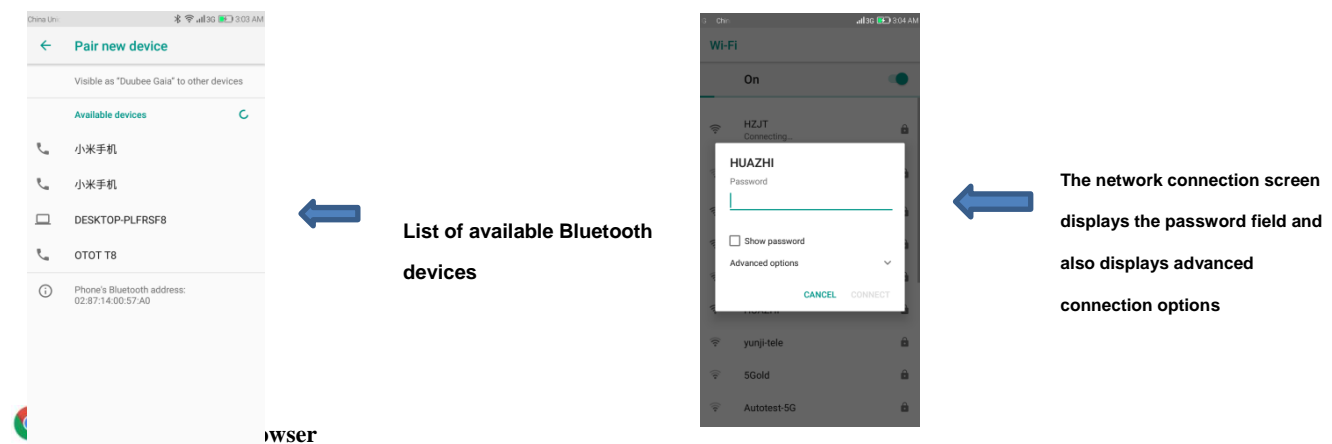 China Uni
3G 3:03 AM
Pair new device
Visible as "Duubee Gaia" to other devices
Available devices
小米手机
小米手机
DESKTOP-PLFRSF8
OTOT T8
Phone's Bluetooth address:
02:87:14:00:57:A0
List of available Bluetooth
devices
3G 3:04 AM
Wi-Fi
On
HZJT
Connecting...
HUAZHI
Password
Show password
Advanced options
CANCEL CONNECT
yunji-tele
5Gold
Autotest-5G
The network connection screen
displays the password field and
also displays advanced
connection options
owser